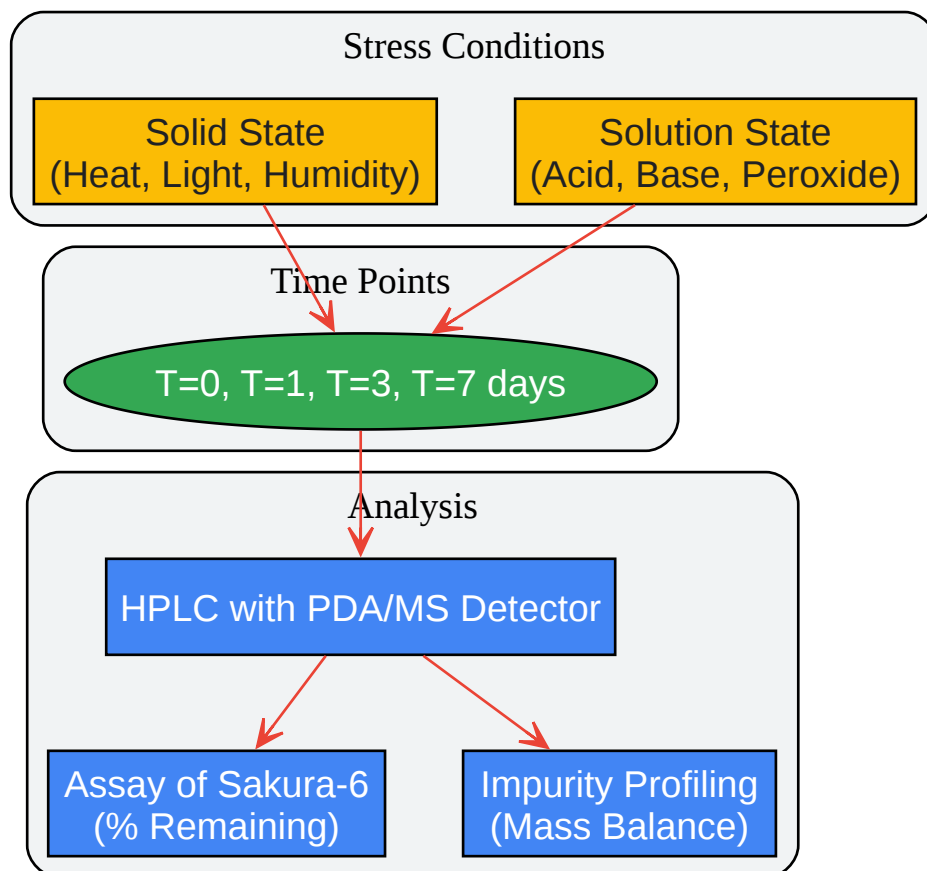 Stress Conditions
Solid State
(Heat, Light, Humidity)
Solution State
(Acid, Base, Peroxide)
Time Points
T=0, T=1, T=3, T=7 days
Analysis
HPLC with PDA/MS Detector
Assay of Sakura-6
(% Remaining)
Impurity Profiling
(Mass Balance)